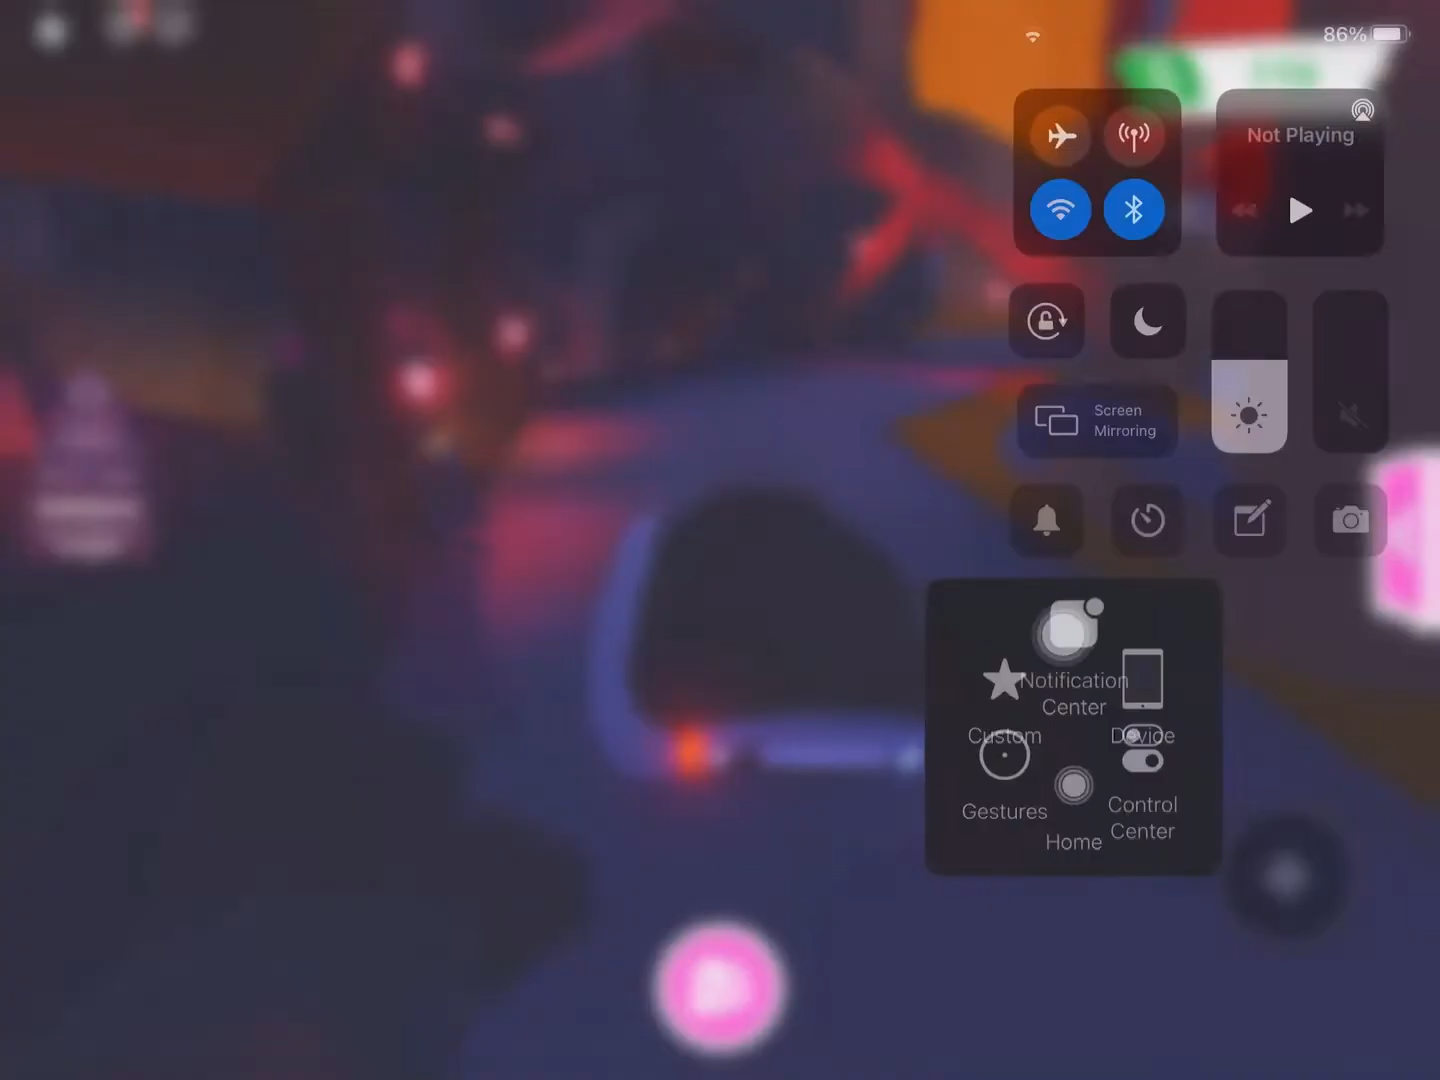 86%
Not Playing
Screen
Mirroring
Notification
Center
Custom
Device
Gestures
Control
Center
Home